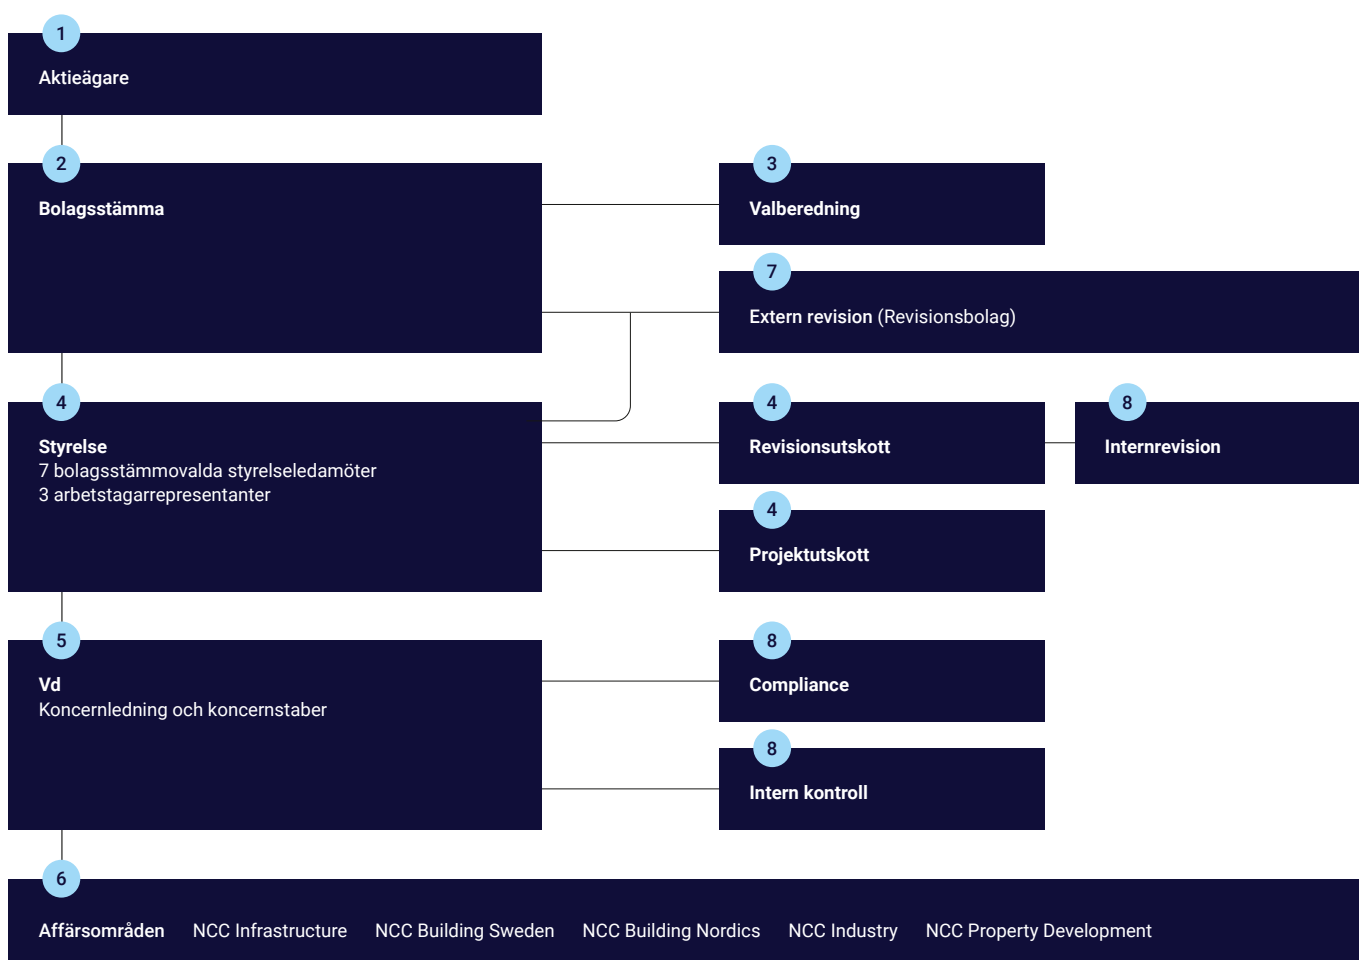 1
Aktieägare
2
Bolagsstämma
3
Valberedning
7
Extern revision (Revisionsbolag)
4
Styrelse
7 bolagsstämmovalda styrelseledamöter
3 arbetstagarrepresentanter
4
Revisionsutskott
8
Internrevision
4
Projektutskott
5
Vd
Koncernledning och koncernstaber
8
Compliance
8
Intern kontroll
6
Affärsområden NCC Infrastructure NCC Building Sweden NCC Building Nordics NCC Industry NCC Property Development